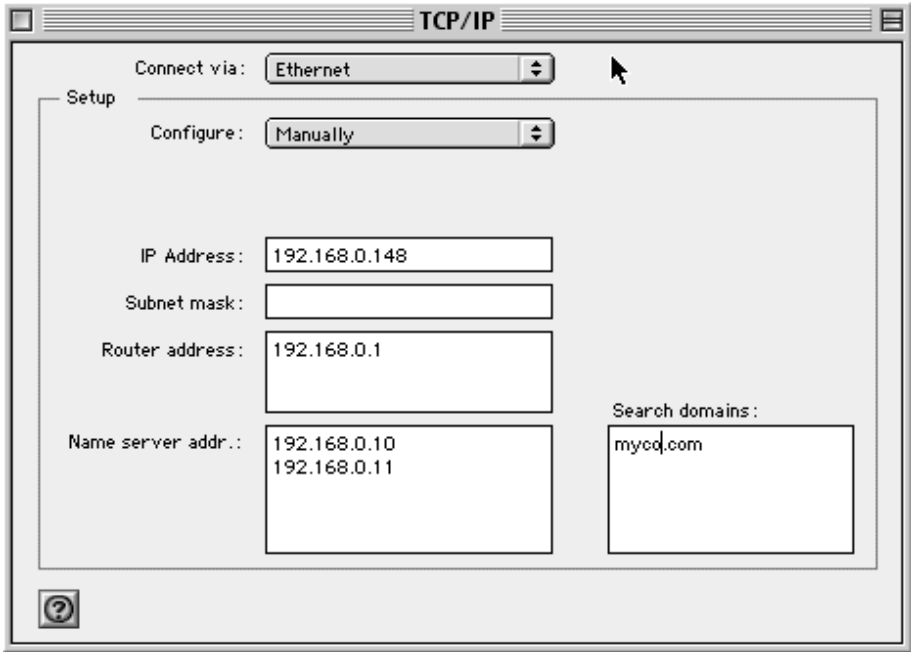 TCP/IP
Connect via: Ethernet
Setup
Configure: Manually
IP Address: 192.168.0.148
Subnet mask:
Router address: 192.168.0.1
Search domains:
Name server addr.: 192.168.0.10
192.168.0.11
myco.com
?